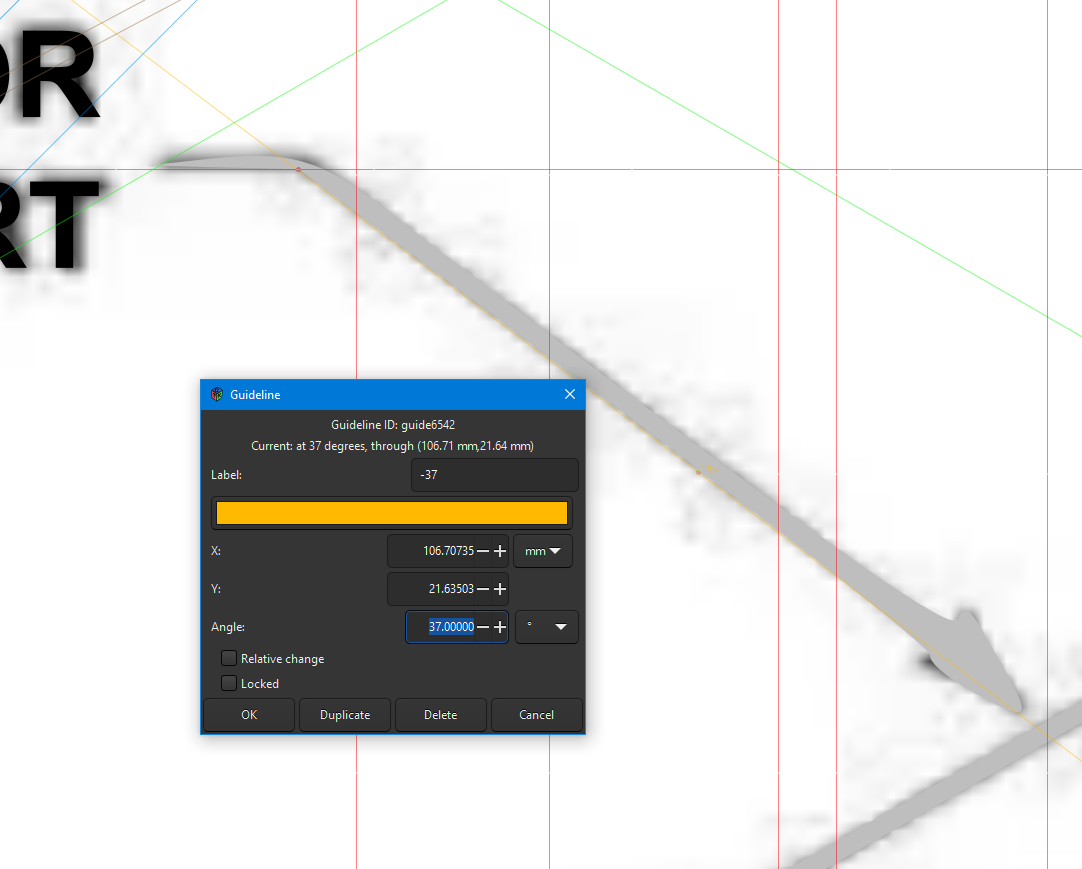 OR
RT
Guideline
Guideline ID: guide6542
Current: at 37 degrees, through (106.71 mm,21.64 mm)
Label: -37
X: 106.70735 mm
Y: 21.63503
Angle: 37.00000 °
Relative change
Locked
OK Duplicate Delete Cancel